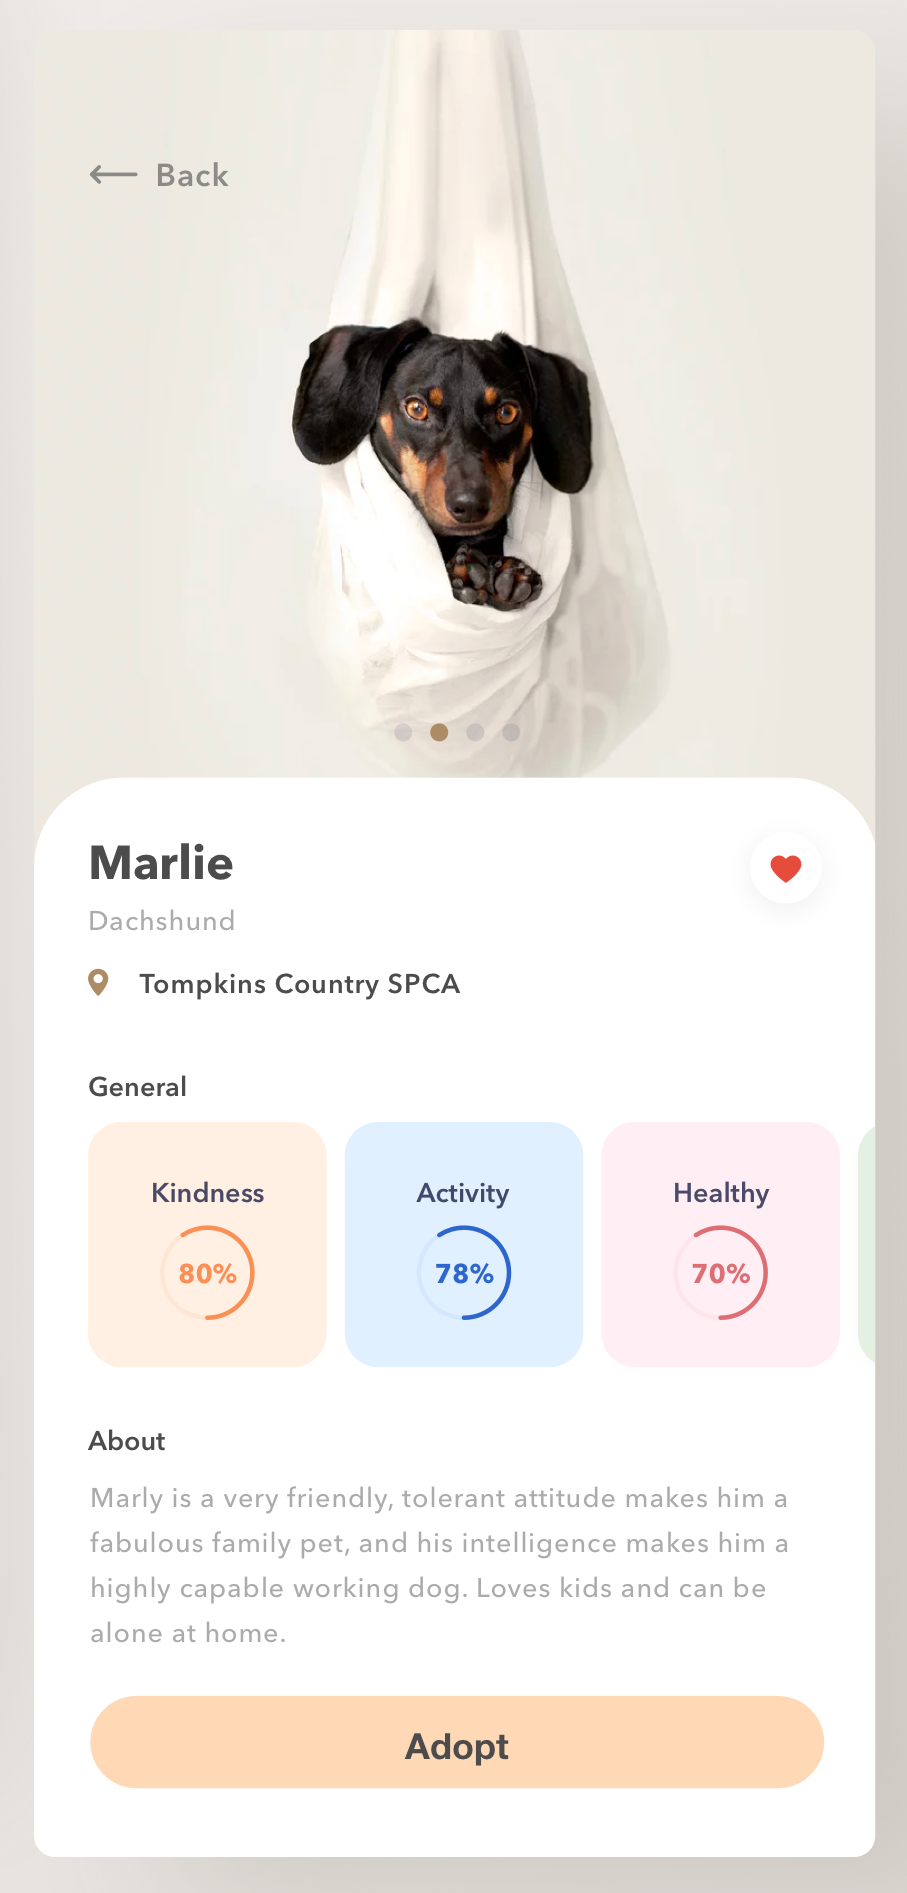 Back
Marlie
Dachshund
Tompkins Country SPCA
General
Kindness
80%
Activity
78%
Healthy
70%
About
Marly is a very friendly, tolerant attitude makes him a
fabulous family pet, and his intelligence makes him a
highly capable working dog. Loves kids and can be
alone at home.
Adopt